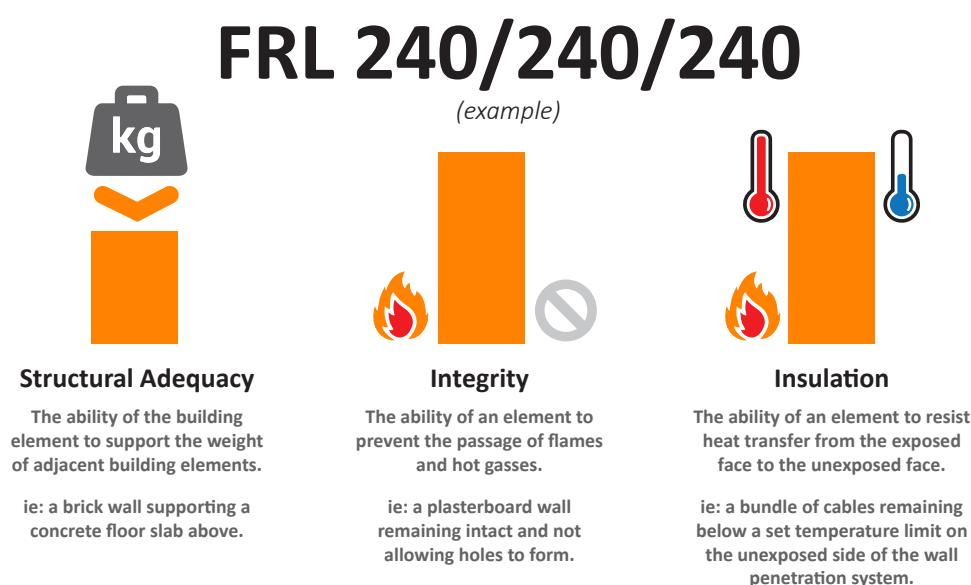 FRL 240/240/240
(example)
kg
Structural Adequacy
The ability of the building
element to support the weight
of adjacent building elements.
ie: a brick wall supporting a
concrete floor slab above.
Integrity
The ability of an element to
prevent the passage of flames
and hot gasses.
ie: a plasterboard wall
remaining intact and not
allowing holes to form.
Insulation
The ability of an element to resist
heat transfer from the exposed
face to the unexposed face.
ie: a bundle of cables remaining
below a set temperature limit on
the unexposed side of the wall
penetration system.